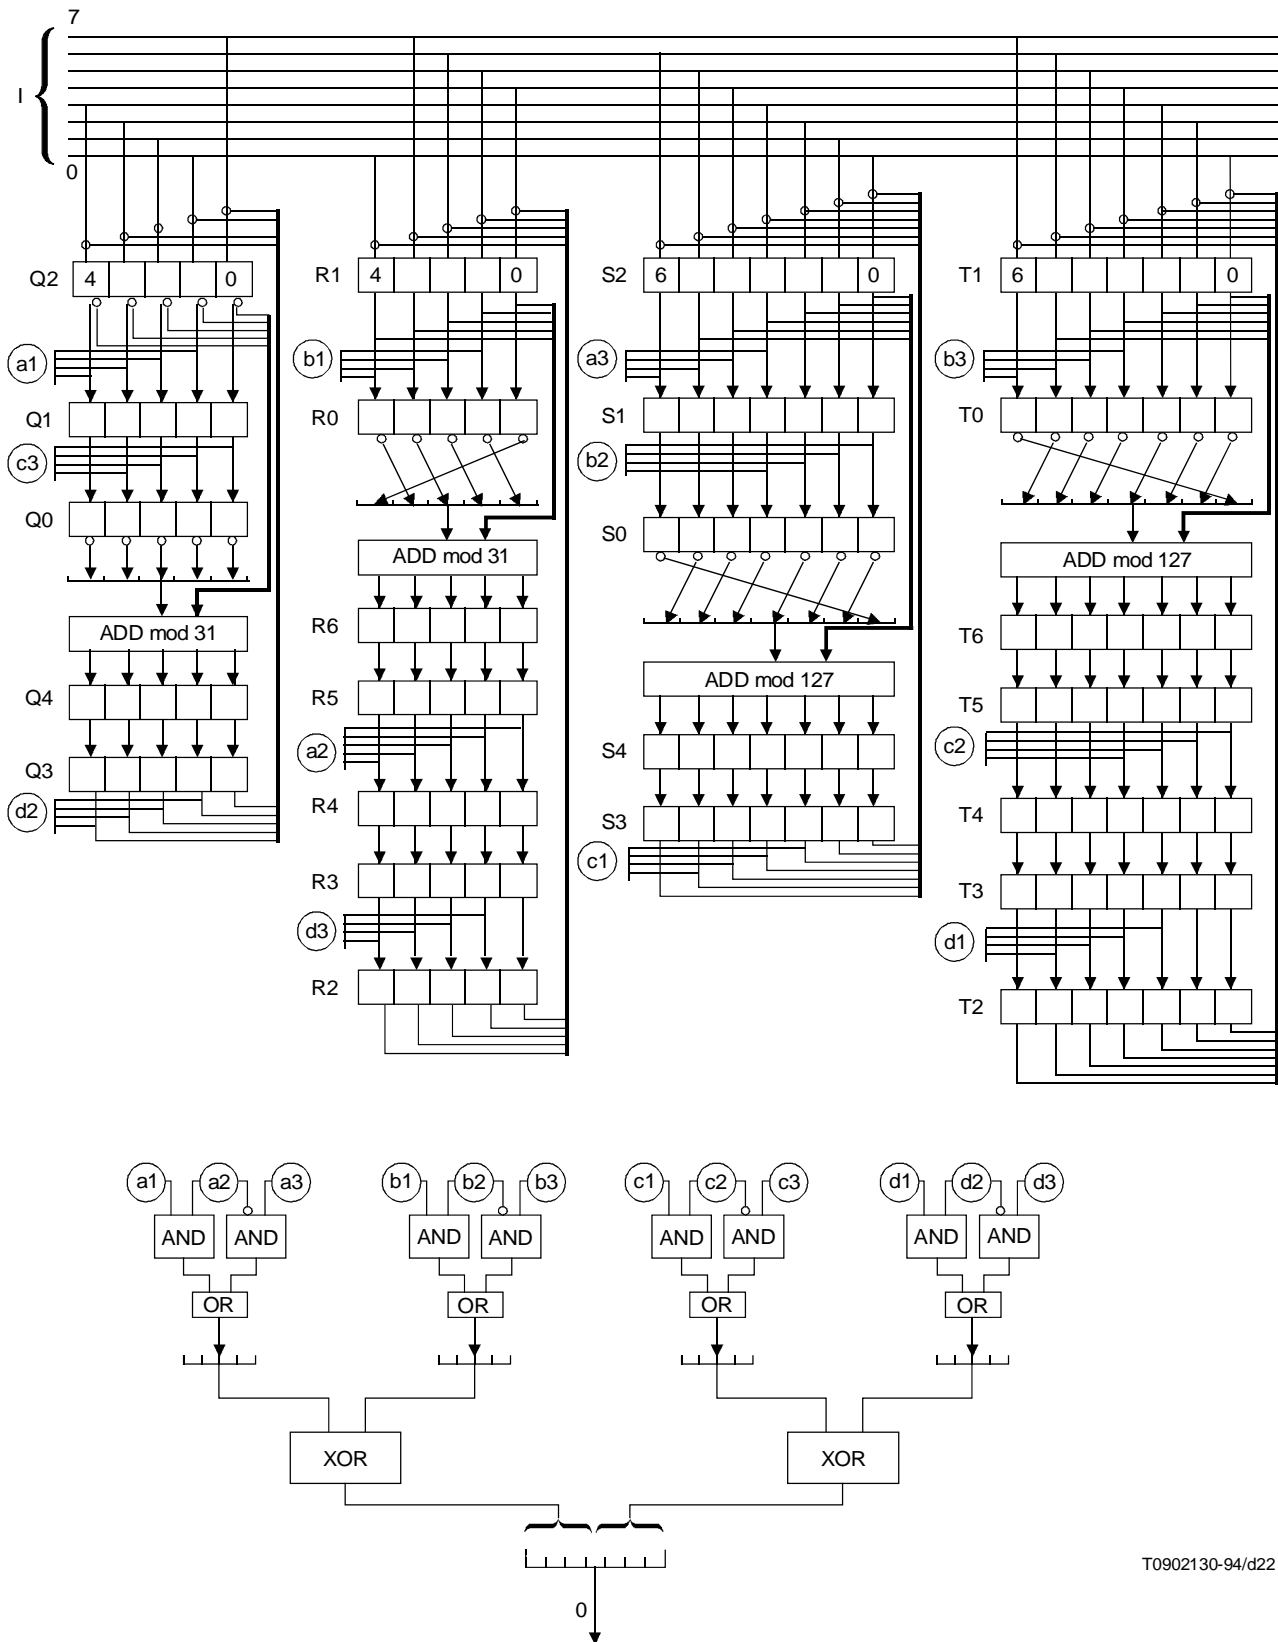 7
I
0
Q2 4 0 R1 4 0 S2 6 0 T1 6 0
a1 b1 a3 b3
Q1 R0 S1 T0
c3 b2
Q0 S0
ADD mod 31 ADD mod 127
ADD mod 31 R6 T6
ADD mod 127
Q4 R5 T5
a2 S4 c2
Q3
d2 R4 S3 T4
c1
R3 T3
d3 d1
R2 T2
a1 a2 a3 b1 b2 b3 c1 c2 c3 d1 d2 d3
AND AND AND AND AND AND AND AND
OR OR OR OR
XOR XOR
T0902130-94/d22
0